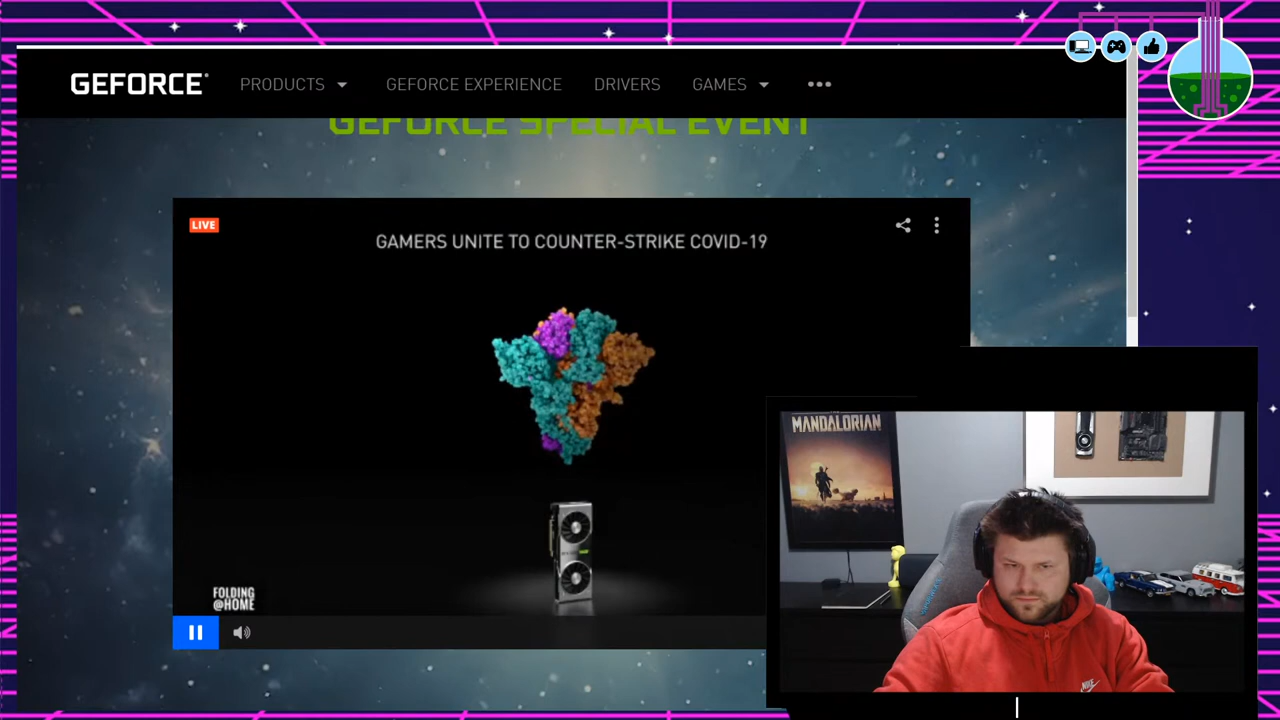 GEFORCE
PRODUCTS
GEFORCE EXPERIENCE
DRIVERS
GAMES
GEFORCE SPECIAL EVENT
LIVE
GAMERS UNITE TO COUNTER-STRIKE COVID-19
FOLDING
@HOME
MANDALORIAN